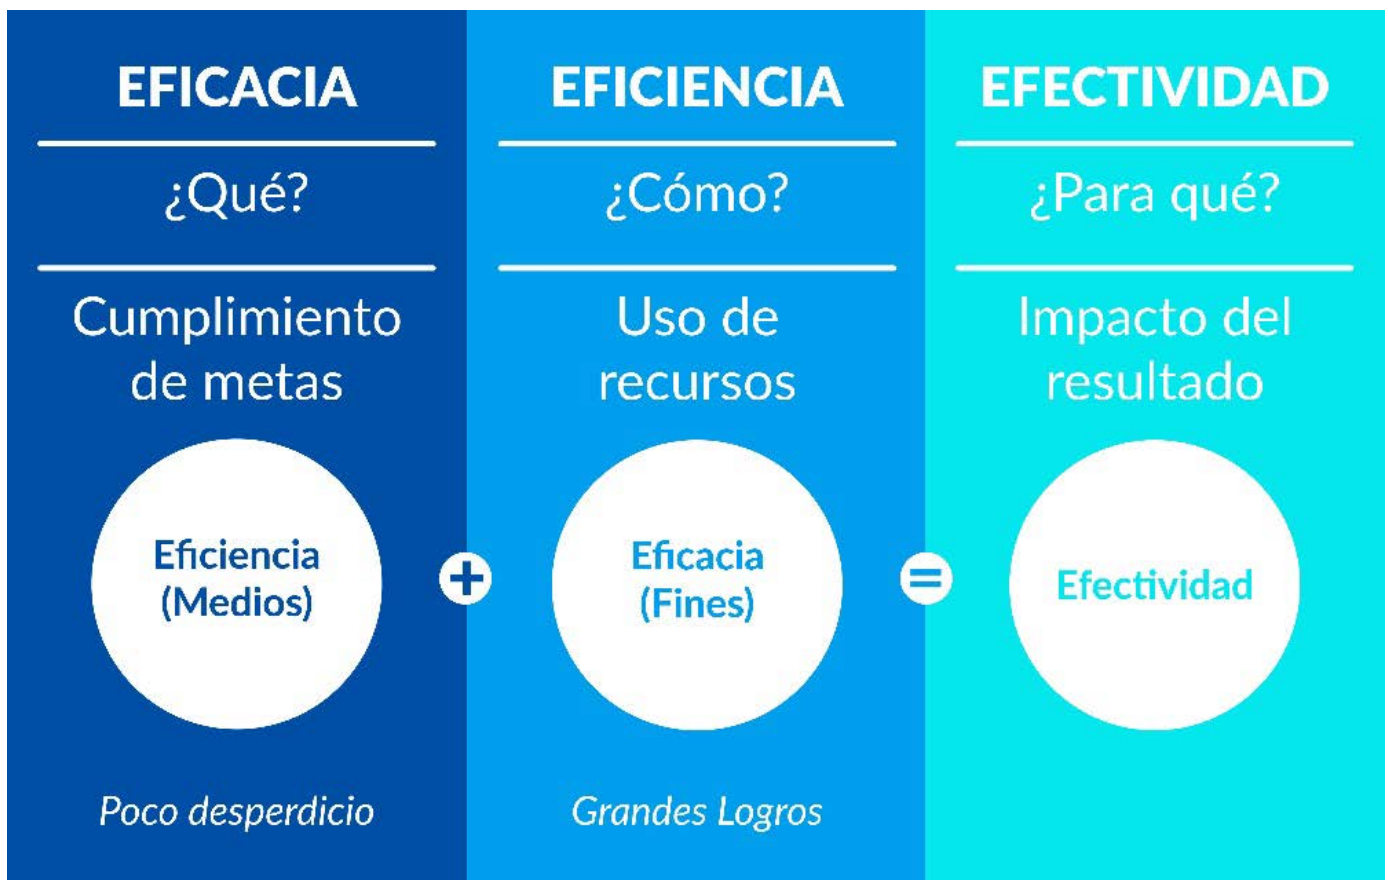 EFICACIA
¿Qué?
Cumplimiento
de metas
Eficiencia
(Medios)
Poco desperdicio
+
EFICIENCIA
¿Cómo?
Uso de
recursos
Eficacia
(Fines)
Grandes Logros
=
EFECTIVIDAD
¿Para qué?
Impacto del
resultado
Efectividad